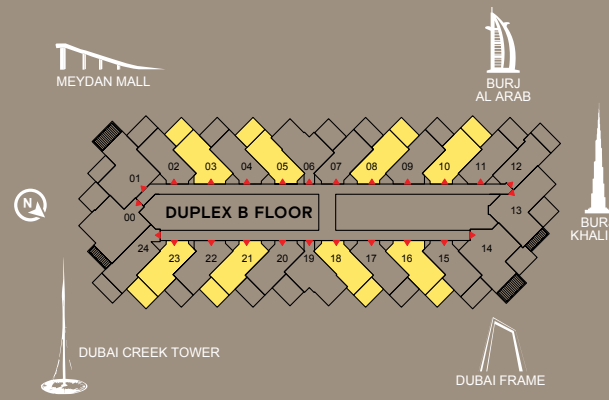 MEYDAN MALL
BURJ
AL ARAB
02 03 04 05 06 07 08 09 10 11 12
01
N
00
DUPLEX B FLOOR
13
BURJ
24
23 22 21 20 19 18 17 16 15
14
DUBAI CREEK TOWER
DUBAI FRAME